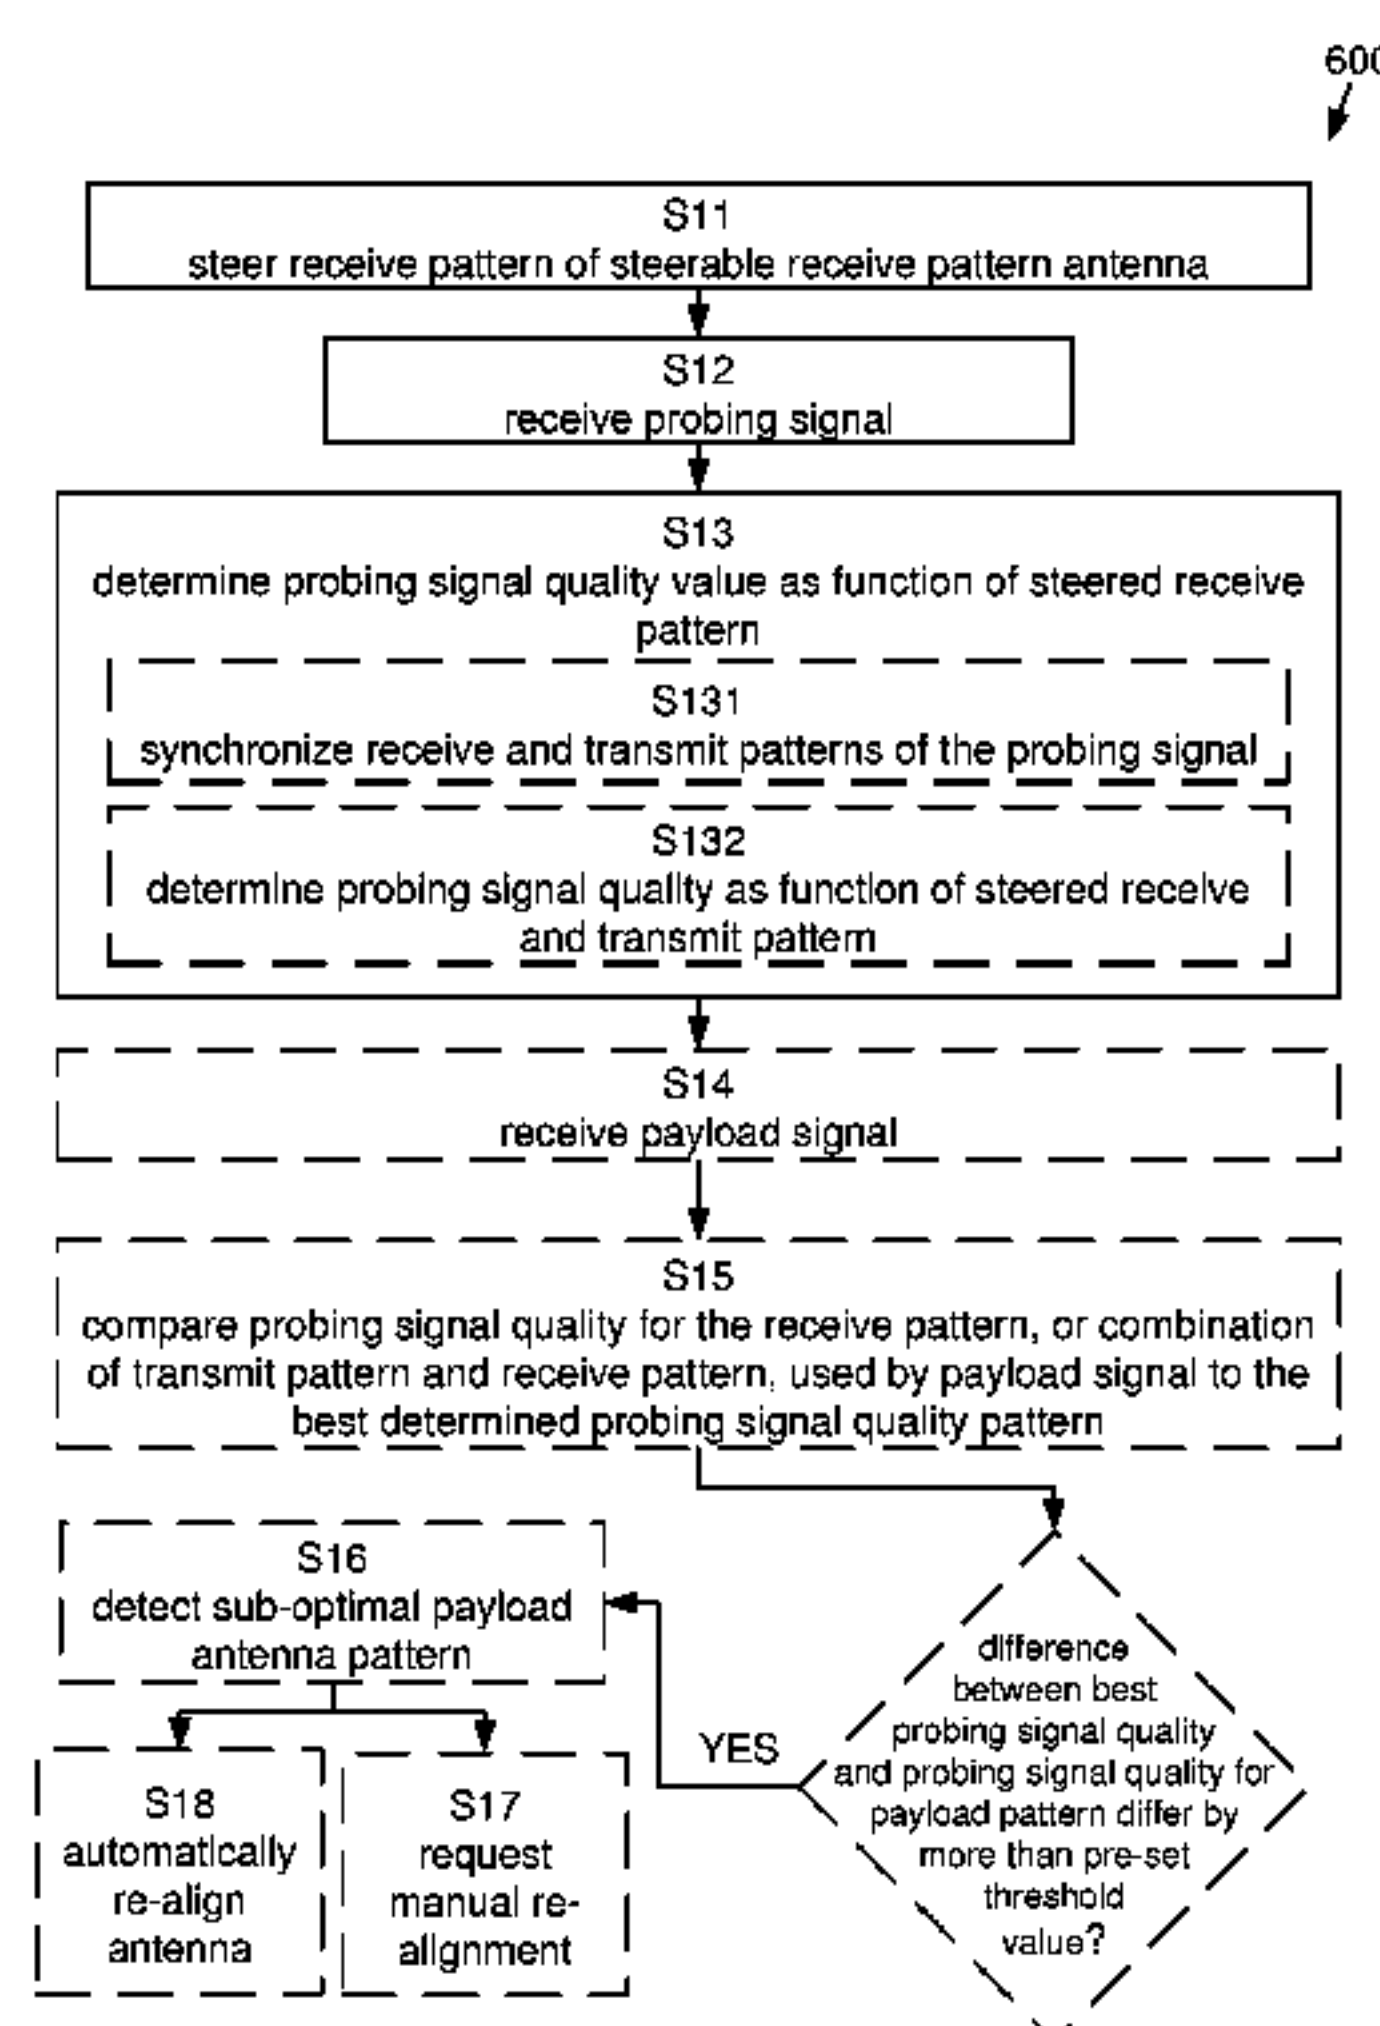 600
S11
steer receive pattern of steerable receive pattern antenna
S12
receive probing signal
S13
determine probing signal quality value as function of steered receive
pattern
S131
synchronize receive and transmit patterns of the probing signal
S132
determine probing signal quality as function of steered receive
and transmit pattern
S14
receive payload signal
S15
compare probing signal quality for the receive pattern, or combination
of transmit pattern and receive pattern, used by payload signal to the
best determined probing signal quality pattern
S16
detect sub-optimal payload
antenna pattern
difference
between best
probing signal quality
and probing signal quality for
payload pattern differ by
more than pre-set
threshold
value?
YES
S18
automatically
re-align
antenna
S17
request
manual re-
alignment